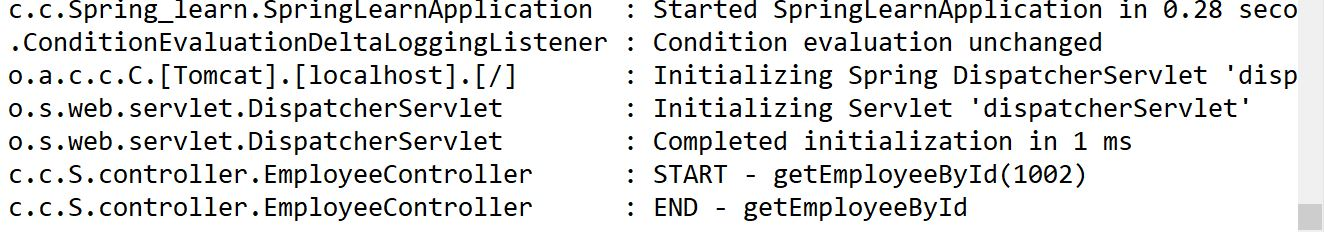 c.c.Spring_learn.SpringLearnApplication : Started SpringLearnApplication in 0.28 seco
.ConditionEvaluationDeltaLoggingListener : Condition evaluation unchanged
o.a.c.c.C.[Tomcat].[localhost].[/] : Initializing Spring DispatcherServlet 'disp
o.s.web.servlet.DispatcherServlet : Initializing Servlet 'dispatcherServlet'
o.s.web.servlet.DispatcherServlet : Completed initialization in 1 ms
c.c.S.controller.EmployeeController : START - getEmployeeById(1002)
c.c.S.controller.EmployeeController : END - getEmployeeById